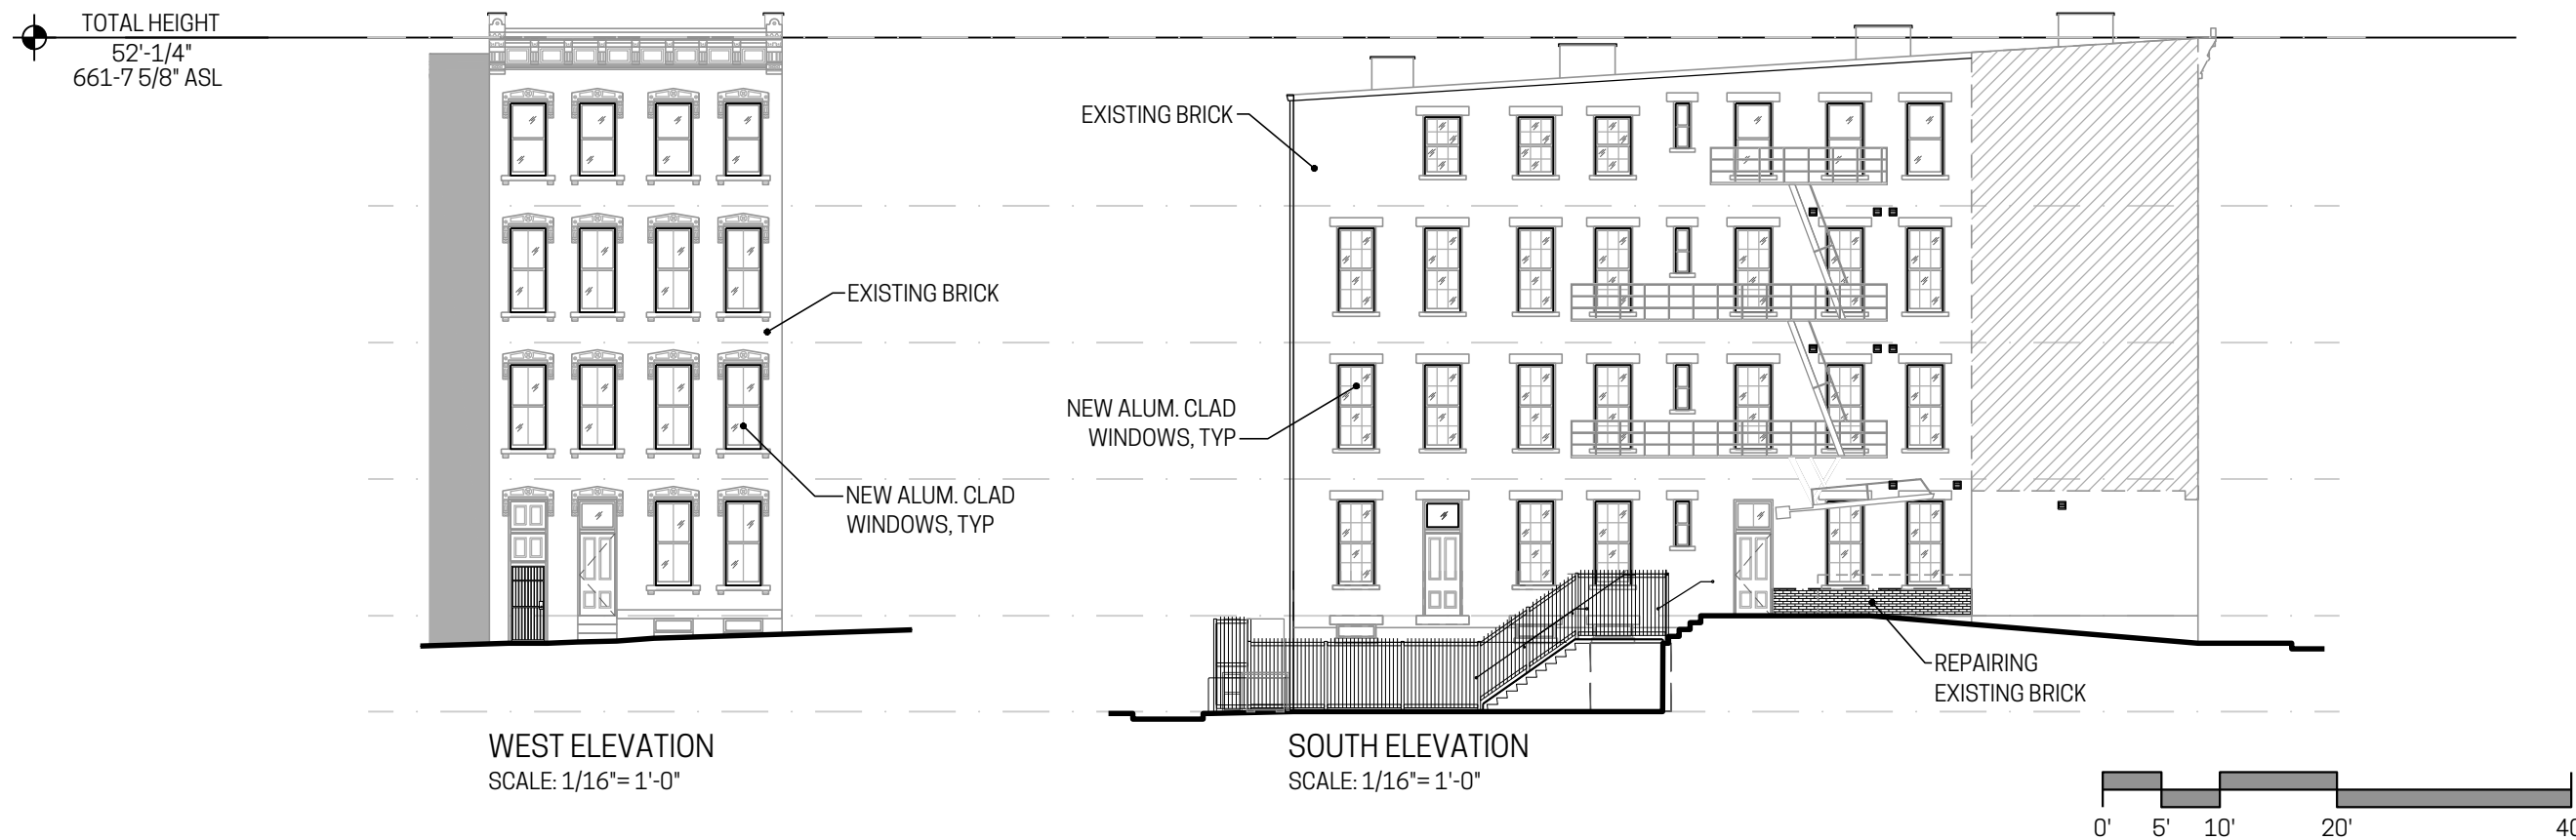 TOTAL HEIGHT
52'-1/4"
661-7 5/8" ASL
EXISTING BRICK
EXISTING BRICK
NEW ALUM. CLAD
WINDOWS, TYP
NEW ALUM. CLAD
WINDOWS, TYP
REPAIRING
EXISTING BRICK
WEST ELEVATION
SCALE: 1/16"= 1'-0"
SOUTH ELEVATION
SCALE: 1/16"= 1'-0"
0' 5' 10' 20' 40